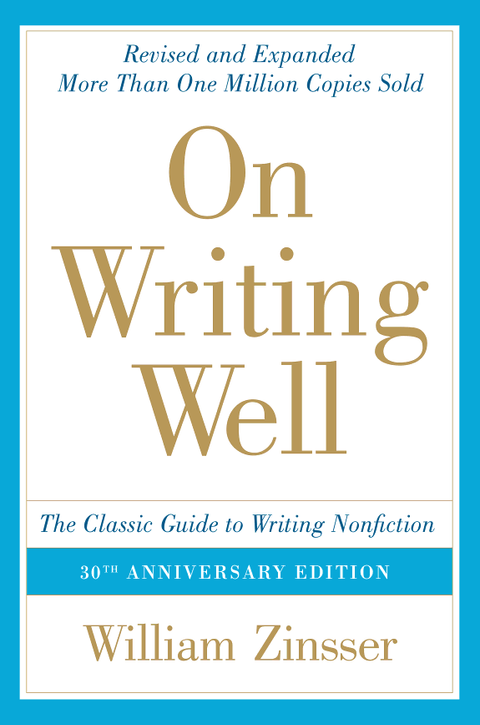 Revised and Expanded
More Than One Million Copies Sold
On
Writing
Well
The Classic Guide to Writing Nonfiction
30TH ANNIVERSARY EDITION
William Zinsser